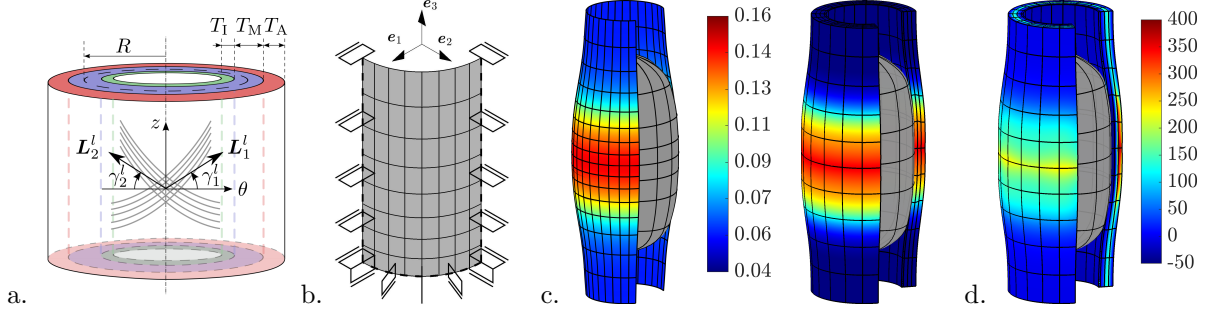 T_I T_M T_A
R
z
L_2^l L_1^l
γ_2^l γ_1^l
θ
a.
e_3
e_1 e_2
b.
0.16
0.14
0.13
0.11
0.09
0.07
0.06
0.04
c.
400
350
300
250
200
150
100
50
0
-50
d.